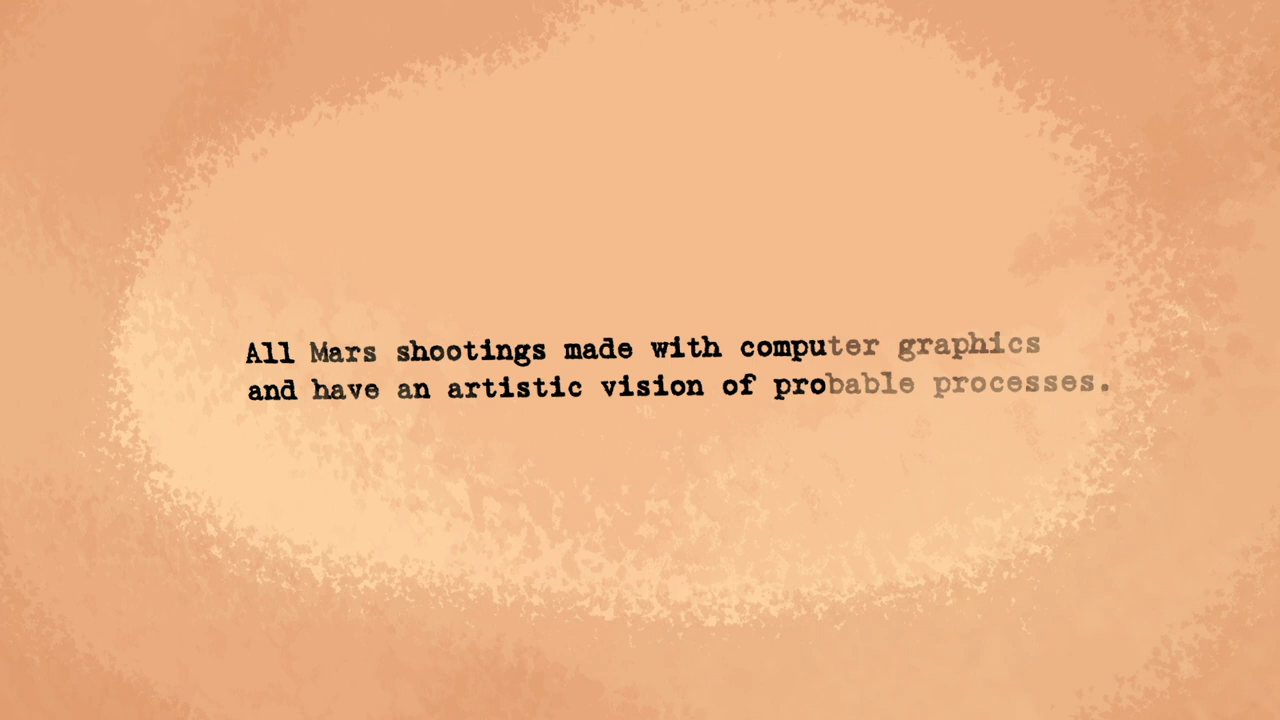 All Mars shootings made with computer graphics
and have an artistic vision of probable processes.